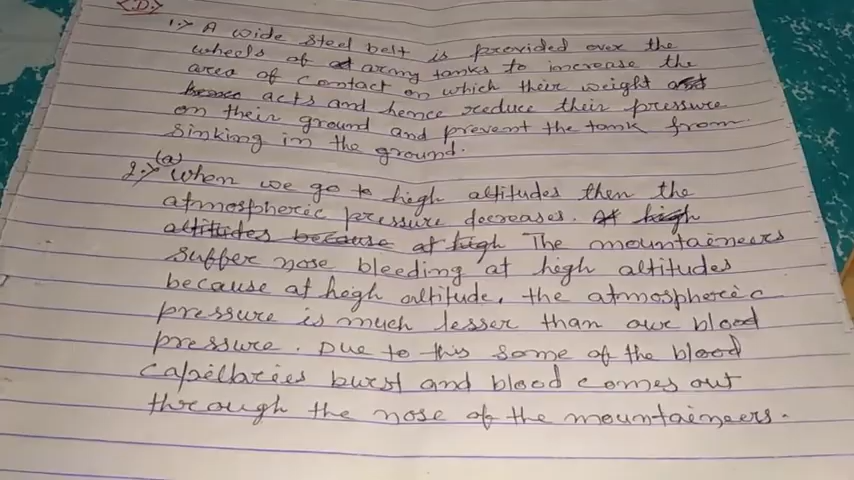 <D.>
1.> A wide steel belt is provided over the
wheels of army tanks to increase the
area of contact on which their weight
acts and hence reduce their pressure
on their ground and prevent the tank from
sinking in the ground.
(a)
2.> When we go to high altitudes then the
atmospheric pressure decreases. At high
altitudes because at high The mountaineers
suffer nose bleeding at high altitudes
because at high altitude, the atmospheric
pressure is much lesser than our blood
pressure. Due to this some of the blood
capillaries burst and blood comes out
through the nose of the mountaineers.